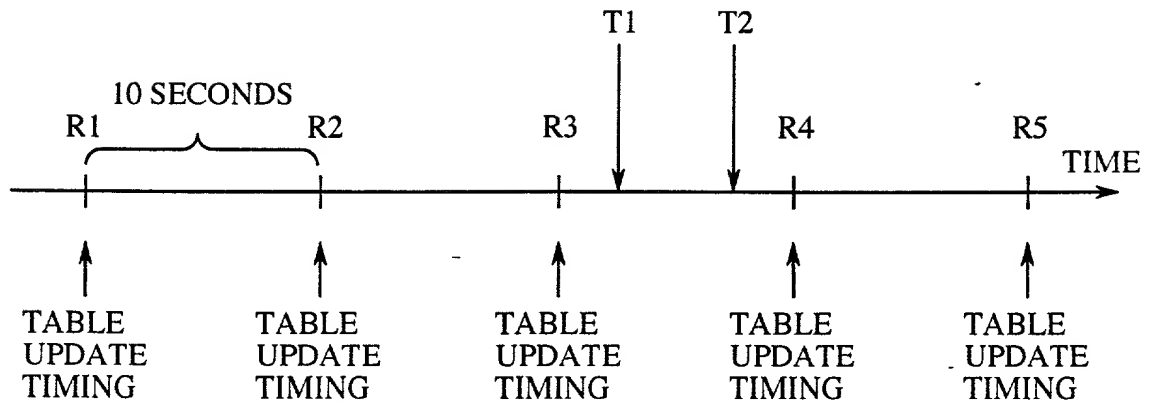 T1 T2
10 SECONDS
R1 R2 R3 R4 R5
TIME
TABLE UPDATE TIMING
TABLE UPDATE TIMING
TABLE UPDATE TIMING
TABLE UPDATE TIMING
TABLE UPDATE TIMING